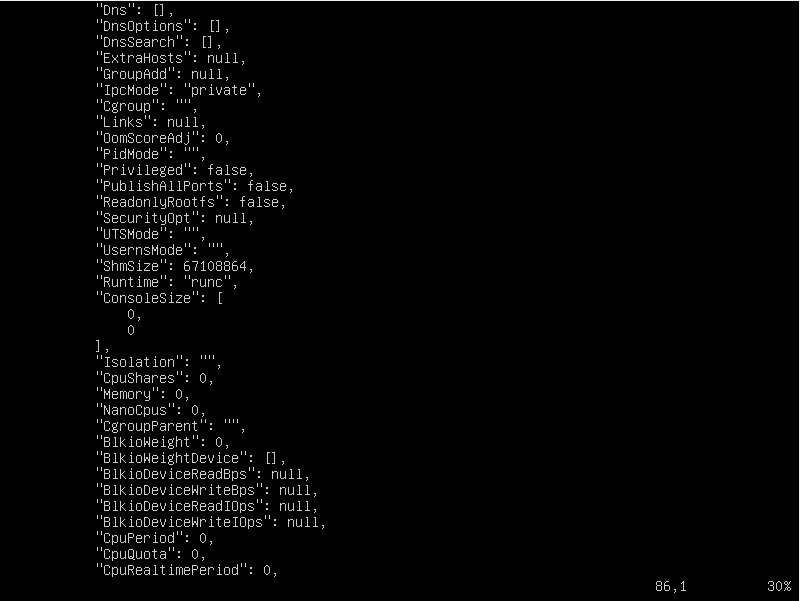 "Dns": [],
"DnsOptions": [],
"DnsSearch": [],
"ExtraHosts": null,
"GroupAdd": null,
"IpcMode": "private",
"Cgroup": "",
"Links": null,
"OomScoreAdj": 0,
"PidMode": "",
"Privileged": false,
"PublishAllPorts": false,
"ReadonlyRootfs": false,
"SecurityOpt": null,
"UTSMode": "",
"UsernsMode": "",
"ShmSize": 67108864,
"Runtime": "runc",
"ConsoleSize": [
0,
0
],
"Isolation": "",
"CpuShares": 0,
"Memory": 0,
"NanoCpus": 0,
"CgroupParent": "",
"BlkioWeight": 0,
"BlkioWeightDevice": [],
"BlkioDeviceReadBps": null,
"BlkioDeviceWriteBps": null,
"BlkioDeviceReadIOps": null,
"BlkioDeviceWriteIOps": null,
"CpuPeriod": 0,
"CpuQuota": 0,
"CpuRealtimePeriod": 0,
86,1 30%